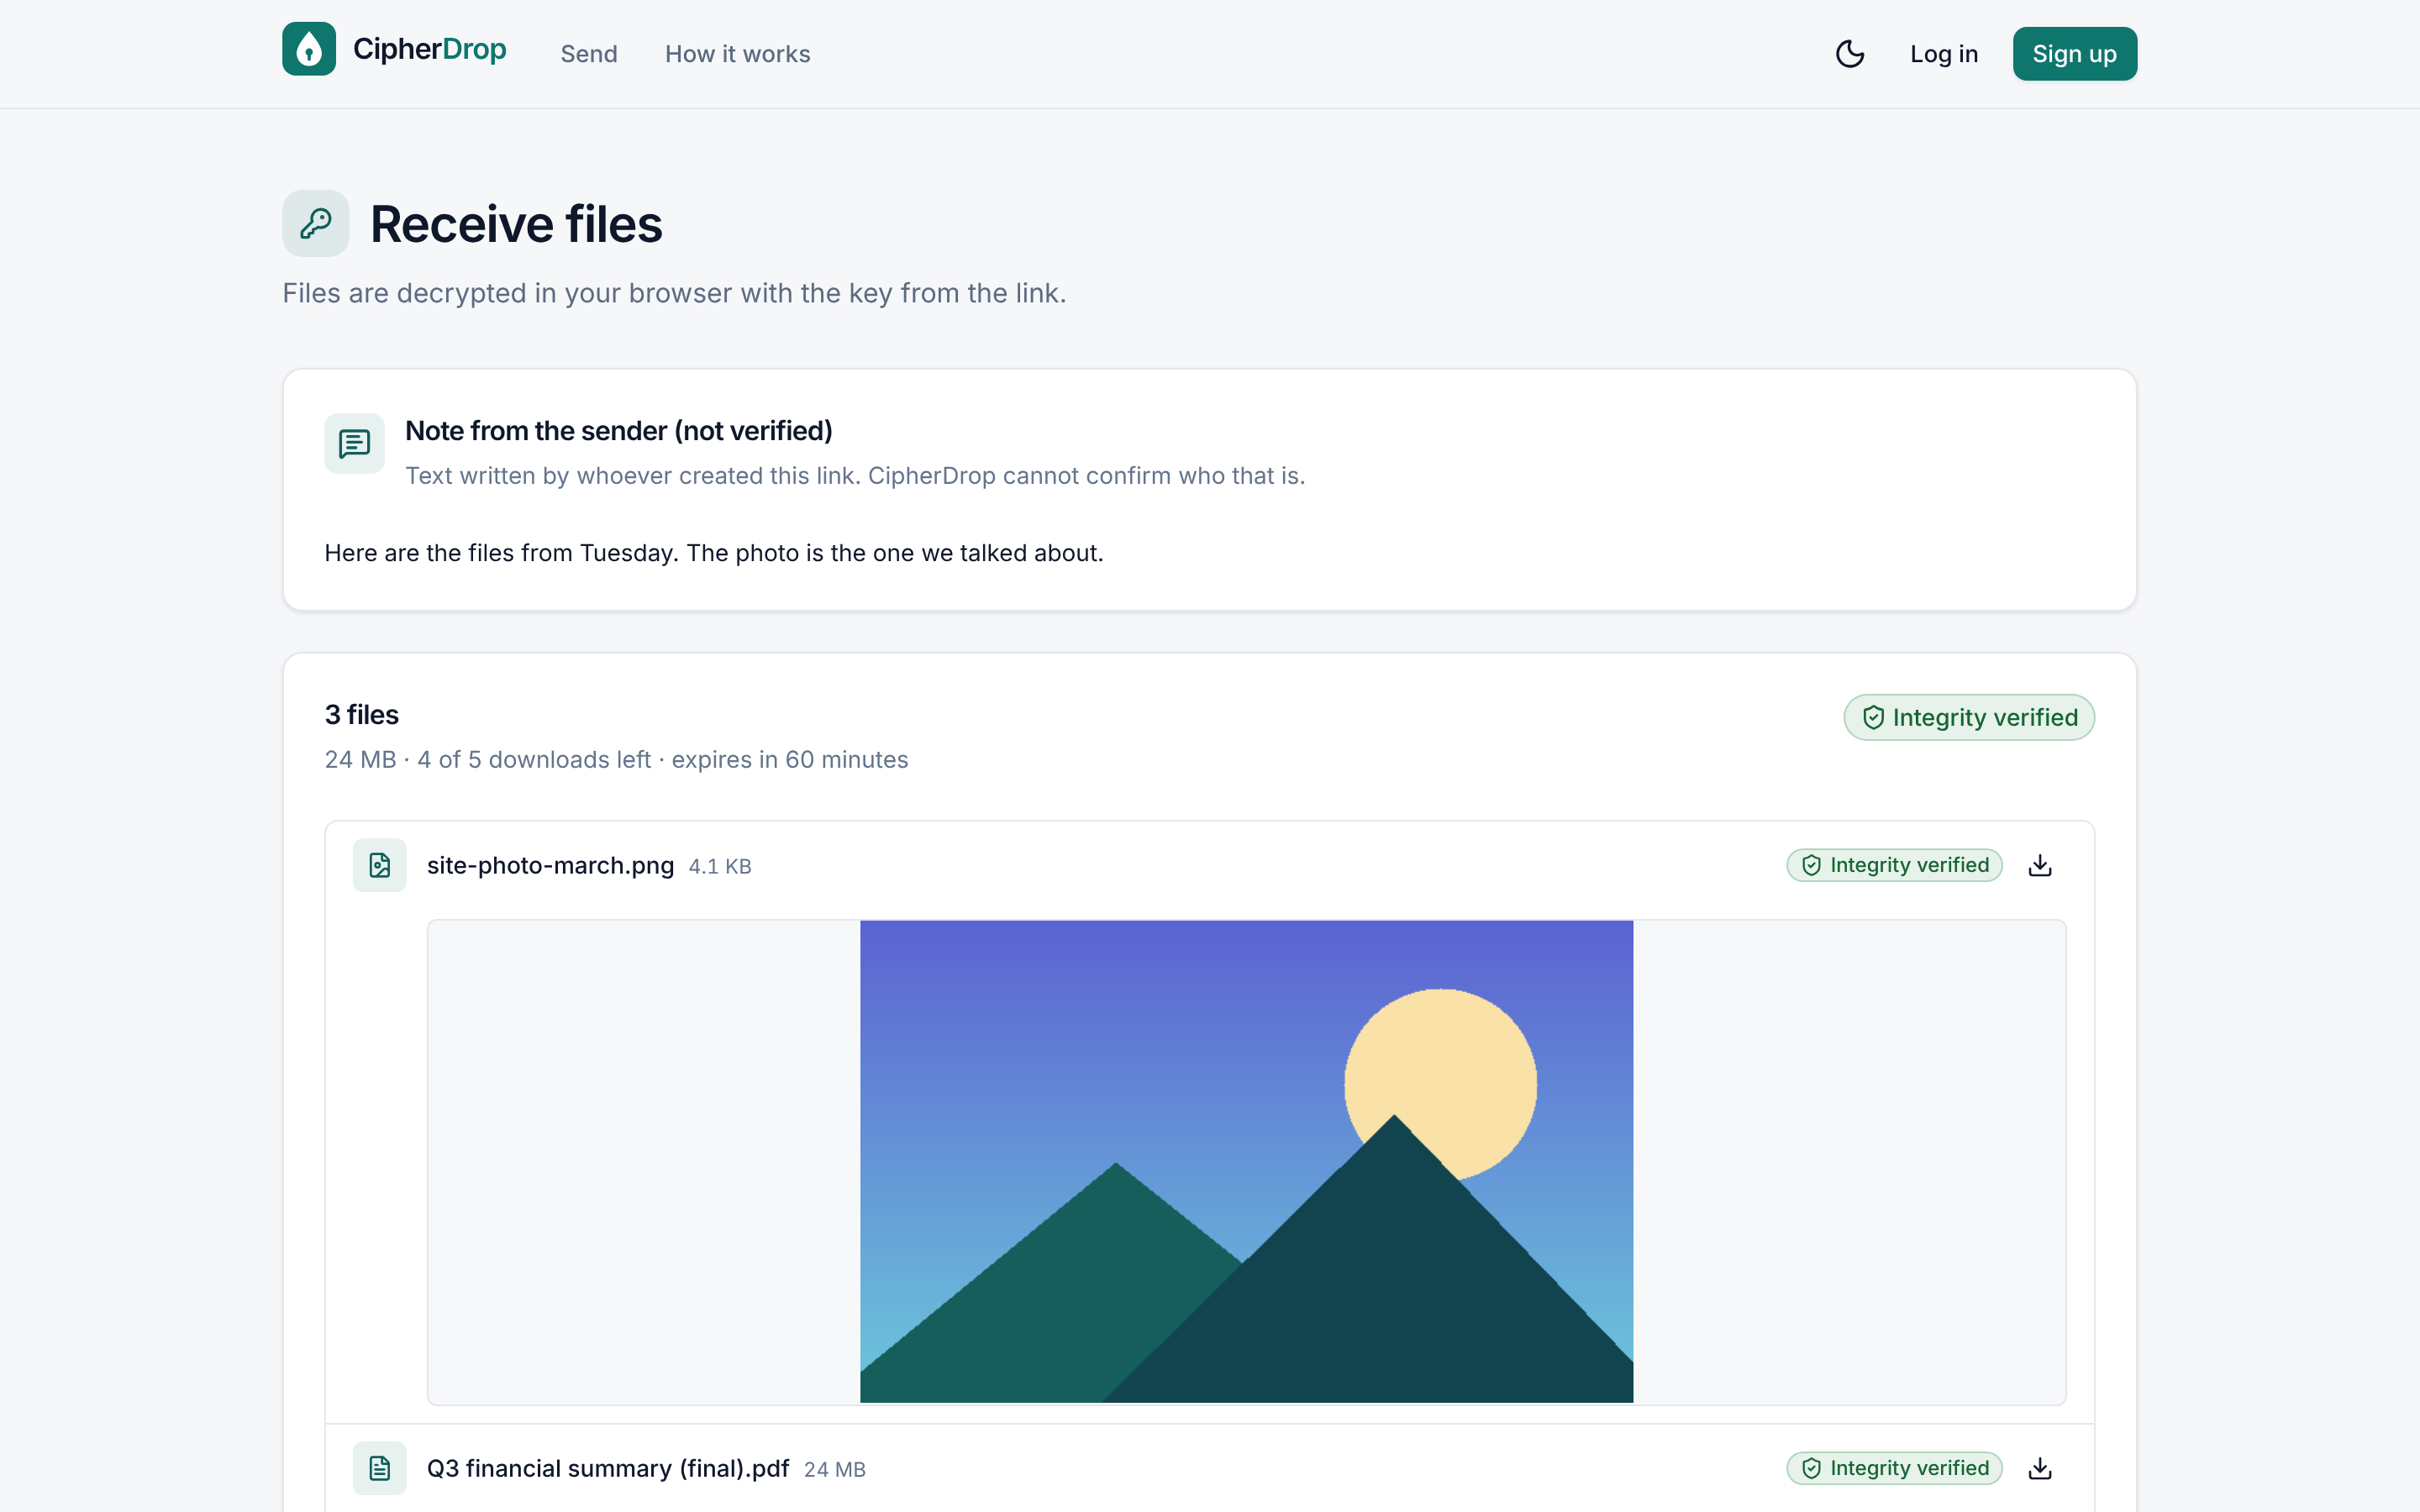 CipherDrop Send How it works Log in Sign up
Receive files
Files are decrypted in your browser with the key from the link.
Note from the sender (not verified)
Text written by whoever created this link. CipherDrop cannot confirm who that is.
Here are the files from Tuesday. The photo is the one we talked about.
3 files Integrity verified
24 MB · 4 of 5 downloads left · expires in 60 minutes
site-photo-march.png 4.1 KB Integrity verified
Q3 financial summary (final).pdf 24 MB Integrity verified